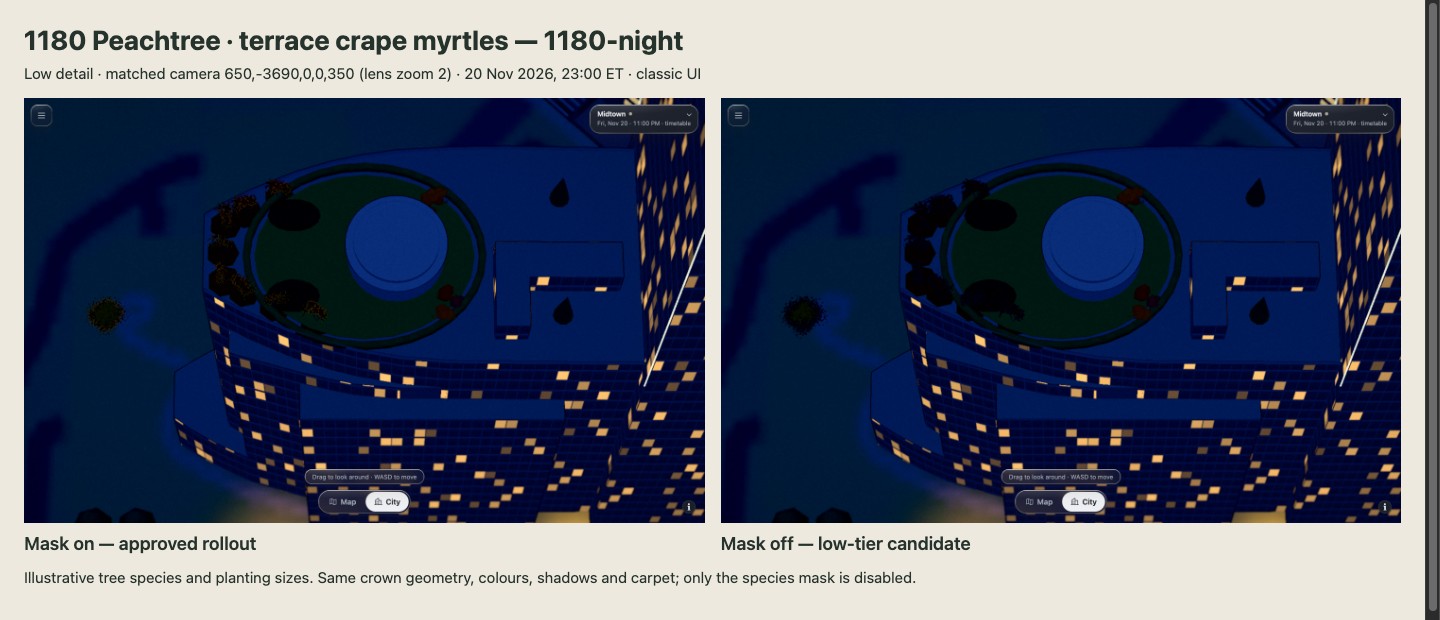 1180 Peachtree · terrace crape myrtles — 1180-night
Low detail · matched camera 650,-3690,0,0,350 (lens zoom 2) · 20 Nov 2026, 23:00 ET · classic UI
Midtown
Fri, Nov 20 · 11:00 PM · timetable
Drag to look around · WASD to move
Map
City
i
Midtown
Fri, Nov 20 · 11:00 PM · timetable
Drag to look around · WASD to move
Map
City
i
Mask on — approved rollout
Mask off — low-tier candidate
Illustrative tree species and planting sizes. Same crown geometry, colours, shadows and carpet; only the species mask is disabled.